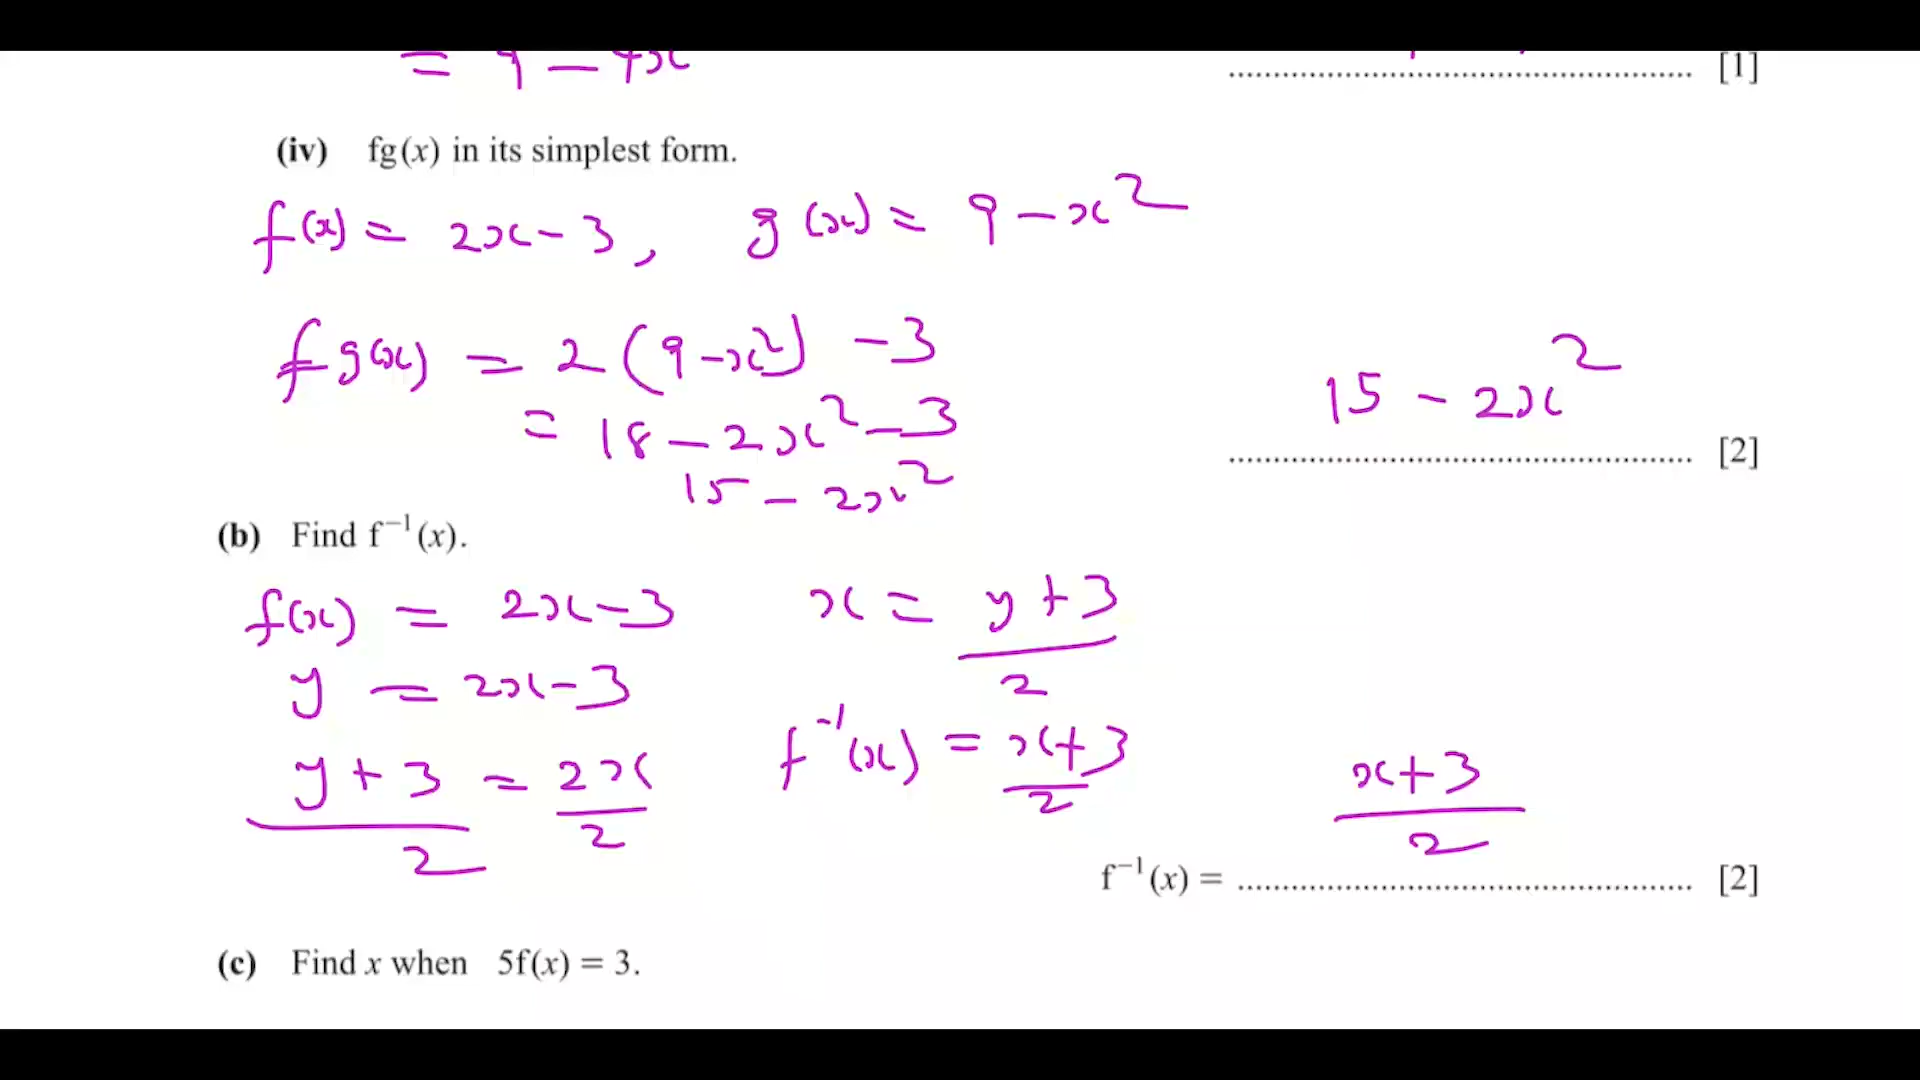 = 9 - 4x
[1]
(iv) fg(x) in its simplest form.
f(x) = 2x - 3, g(x) = 9 - x²
fg(x) = 2(9 - x²) - 3
= 18 - 2x² - 3
15 - 2x²
15 - 2x²
[2]
(b) Find f⁻¹(x).
f(x) = 2x - 3
y = 2x - 3
y + 3 = 2x
2 2
x = y + 3
2
f⁻¹(x) = x + 3
2
x + 3
2
f⁻¹(x) = ........................................ [2]
(c) Find x when 5f(x) = 3.